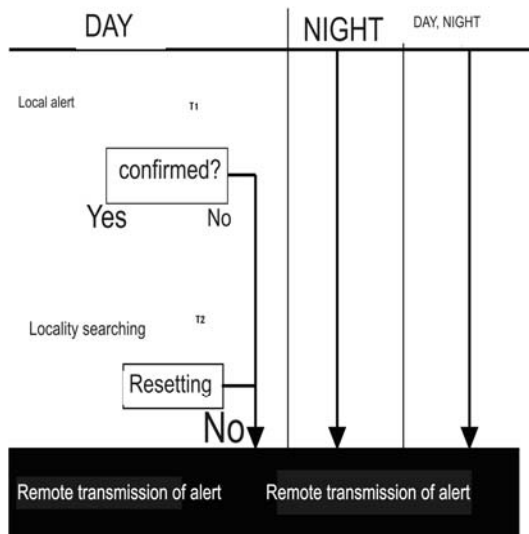 DAY
NIGHT
DAY, NIGHT
Local alert
T1
confirmed?
Yes
No
Locality searching
T2
Resetting
No
Remote transmission of alert
Remote transmission of alert